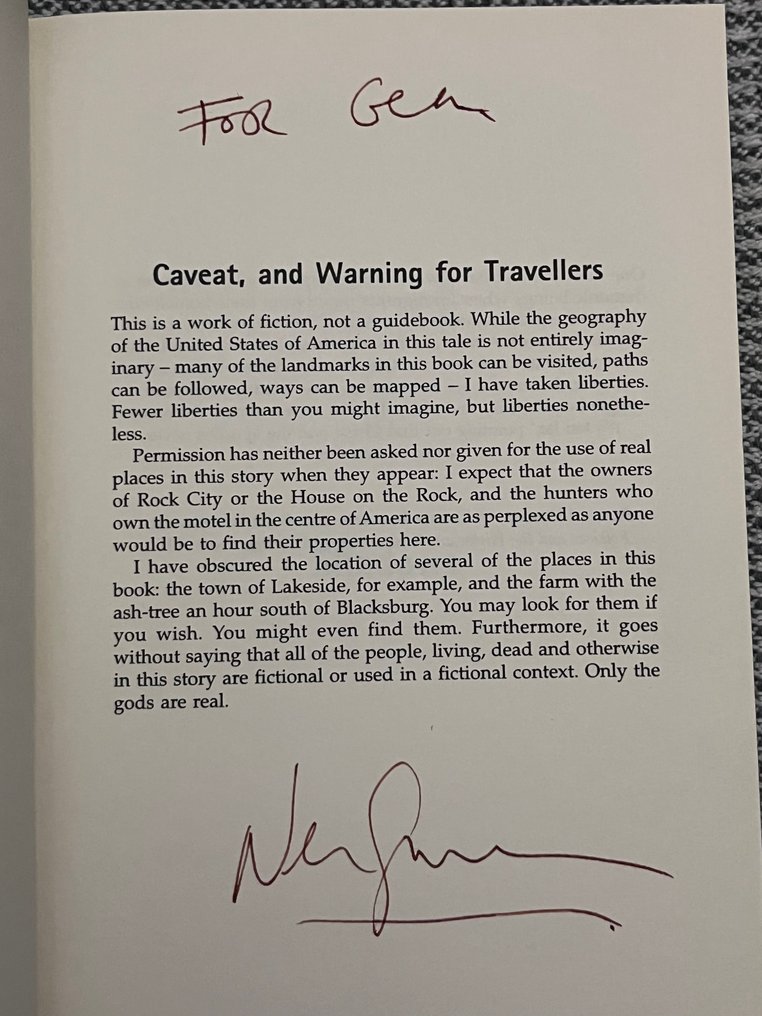 FOR Gen
Caveat, and Warning for Travellers
This is a work of fiction, not a guidebook. While the geography
of the United States of America in this tale is not entirely imag-
inary – many of the landmarks in this book can be visited, paths
can be followed, ways can be mapped – I have taken liberties.
Fewer liberties than you might imagine, but liberties nonethe-
less.
Permission has neither been asked nor given for the use of real
places in this story when they appear: I expect that the owners
of Rock City or the House on the Rock, and the hunters who
own the motel in the centre of America are as perplexed as anyone
would be to find their properties here.
I have obscured the location of several of the places in this
book: the town of Lakeside, for example, and the farm with the
ash-tree an hour south of Blacksburg. You may look for them if
you wish. You might even find them. Furthermore, it goes
without saying that all of the people, living, dead and otherwise
in this story are fictional or used in a fictional context. Only the
gods are real.